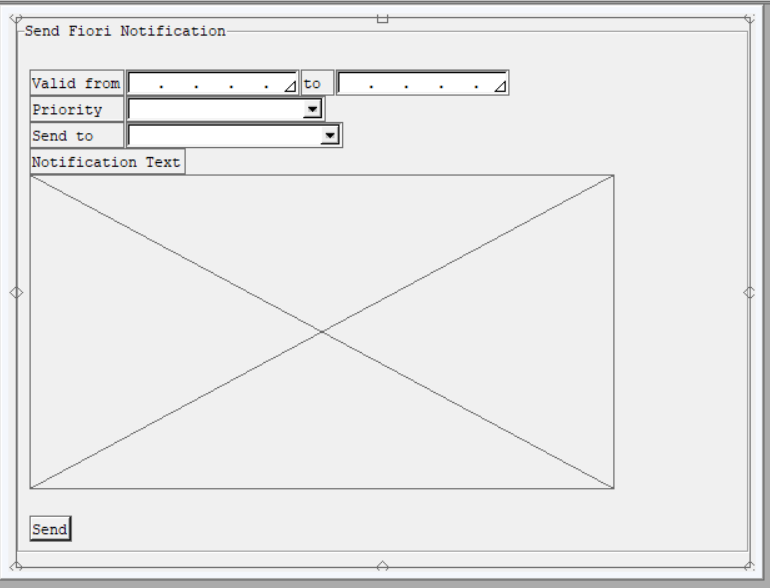 Send Fiori Notification
Valid from . . . . to . . . .
Priority
Send to
Notification Text
Send